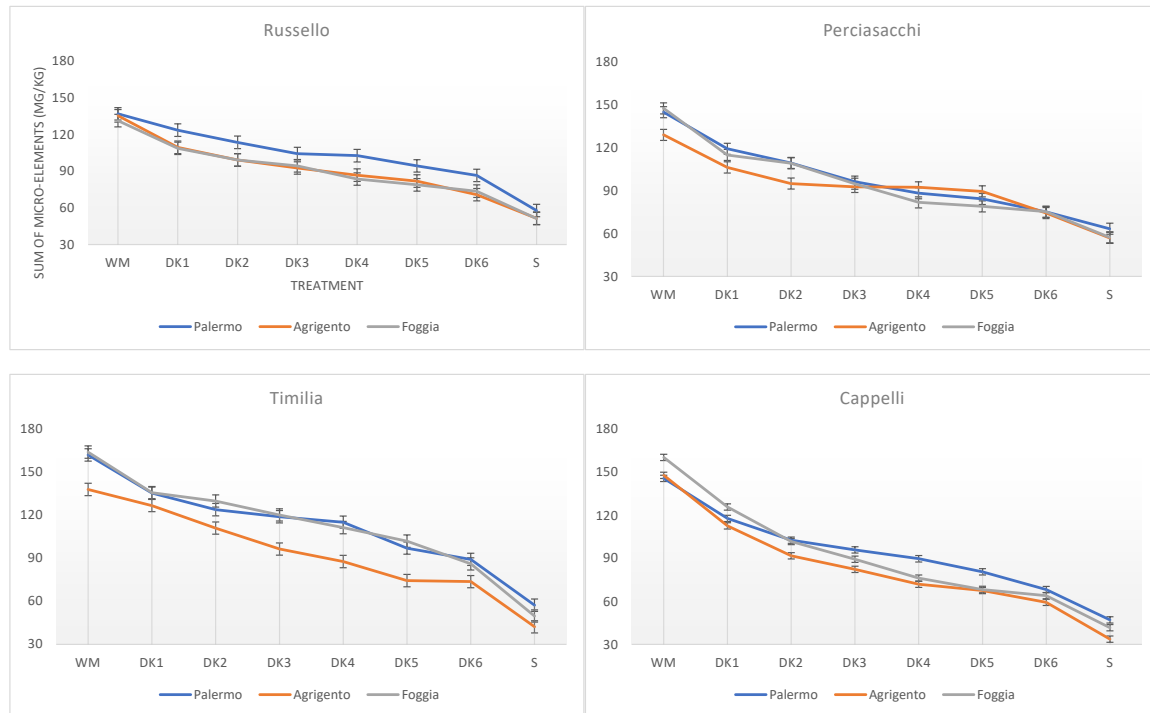 Russello
SUM OF MICRO-ELEMENTS (MG/KG)
180
150
120
90
60
30
WM DK1 DK2 DK3 DK4 DK5 DK6 S
TREATMENT
Palermo Agrigento Foggia
Perciasacchi
180
150
120
90
60
30
WM DK1 DK2 DK3 DK4 DK5 DK6 S
Palermo Agrigento Foggia
Timilia
180
150
120
90
60
30
WM DK1 DK2 DK3 DK4 DK5 DK6 S
Palermo Agrigento Foggia
Cappelli
180
150
120
90
60
30
WM DK1 DK2 DK3 DK4 DK5 DK6 S
Palermo Agrigento Foggia